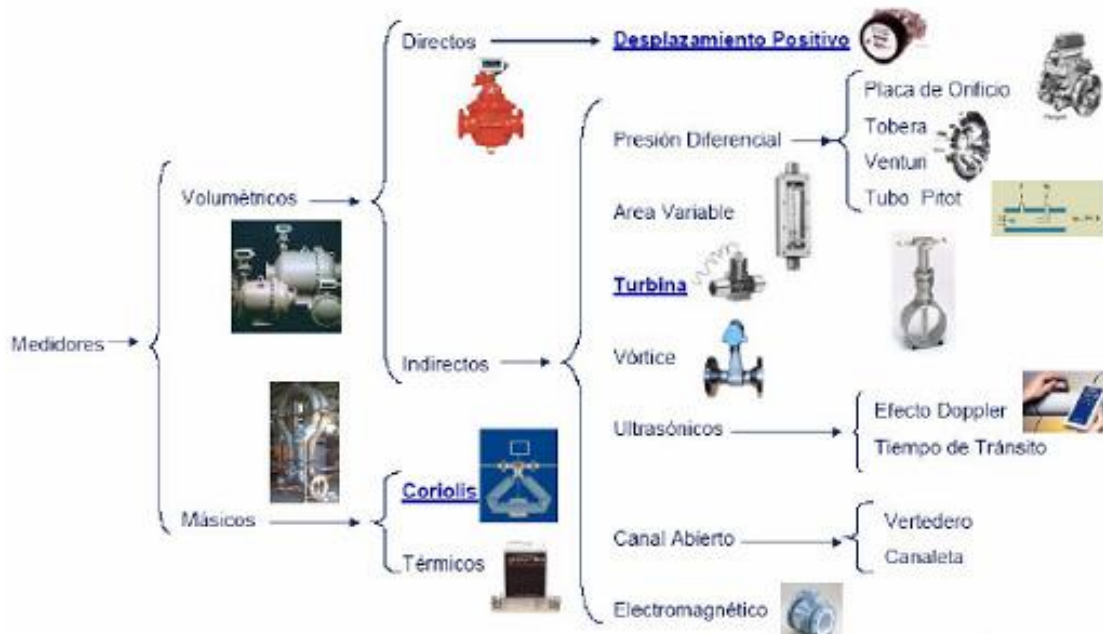 Medidores
Volumétricos
Directos
Desplazamiento Positivo
Indirectos
Presión Diferencial
Placa de Orificio
Tobera
Venturi
Tubo Pitot
Area Variable
Turbina
Vórtice
Ultrasónicos
Efecto Doppler
Tiempo de Tránsito
Canal Abierto
Vertedero
Canaleta
Electromagnético
Másicos
Coriolis
Térmicos